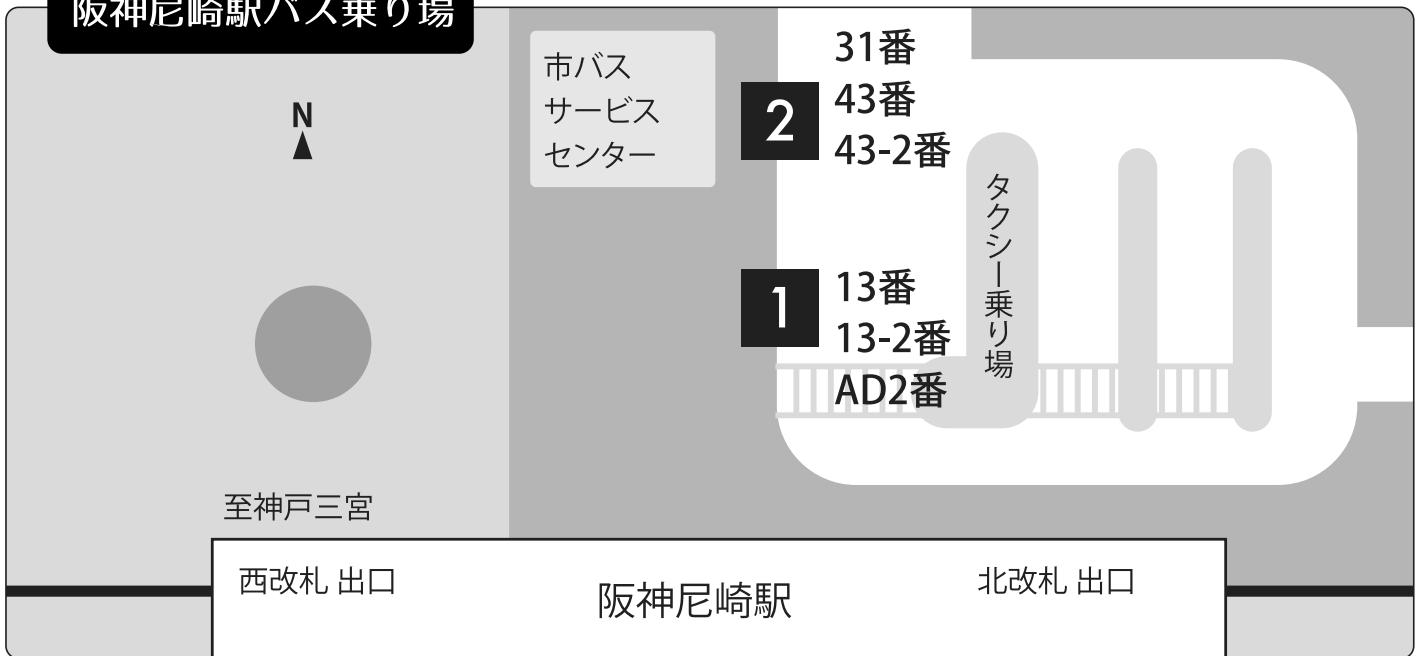 阪神尼崎駅バス乗り場
N
市バス
サービス
センター
2
31番
43番
43-2番
1
13番
13-2番
AD2番
タクシー乗り場
至神戸三宮
西改札 出口
阪神尼崎駅
北改札 出口